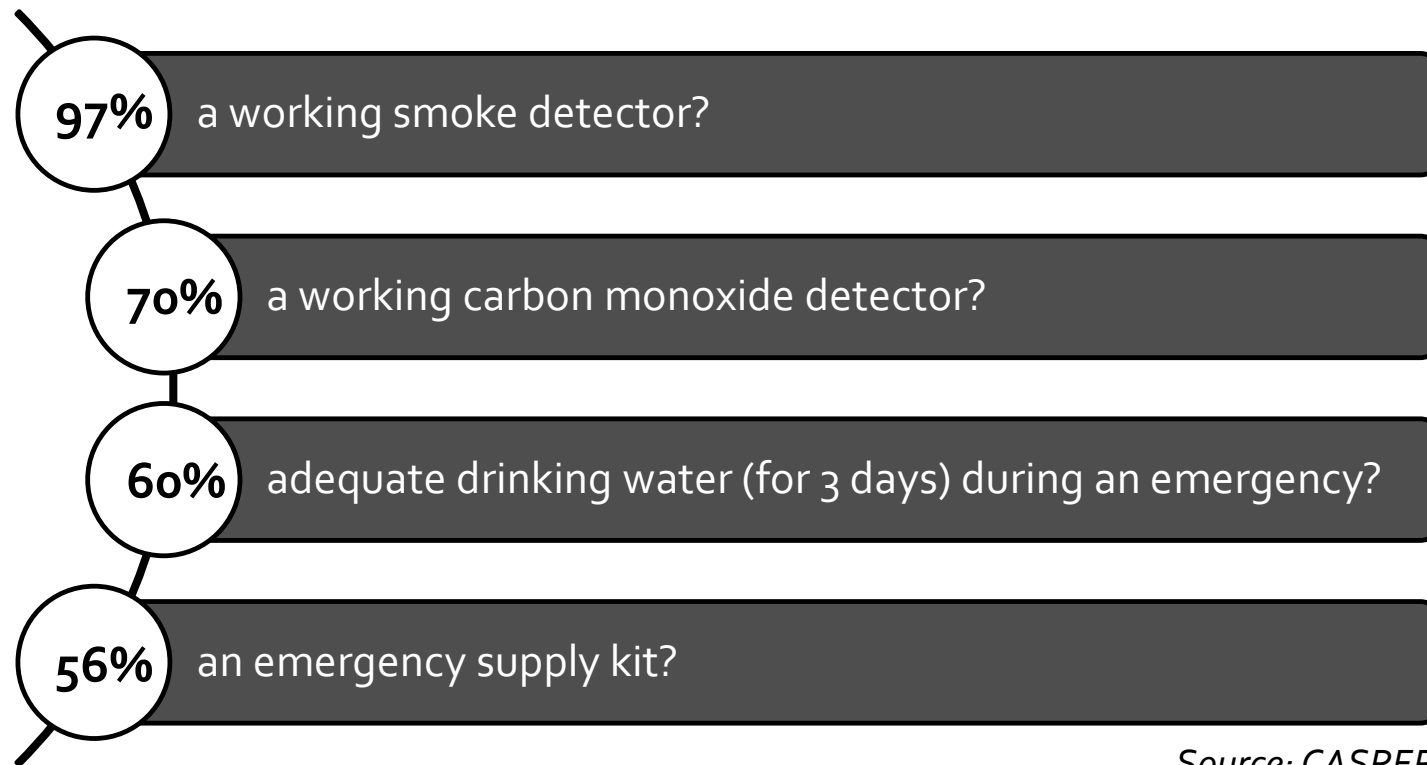 97% a working smoke detector?
70% a working carbon monoxide detector?
60% adequate drinking water (for 3 days) during an emergency?
56% an emergency supply kit?
Source: CASPER